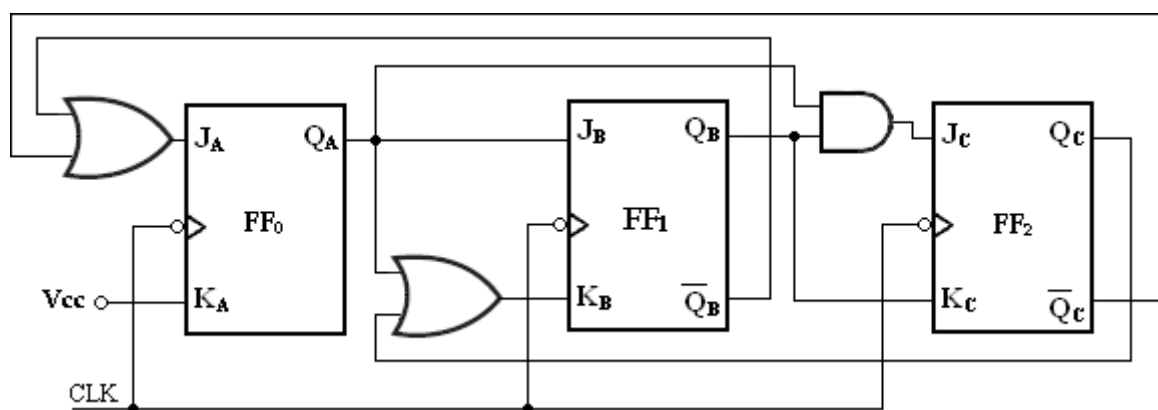 J_A Q_A
FF₀
K_A
Vcc
J_B Q_B
FF₁
K_B Q̅_B
J_C Q_C
FF₂
K_C Q̅_C
CLK